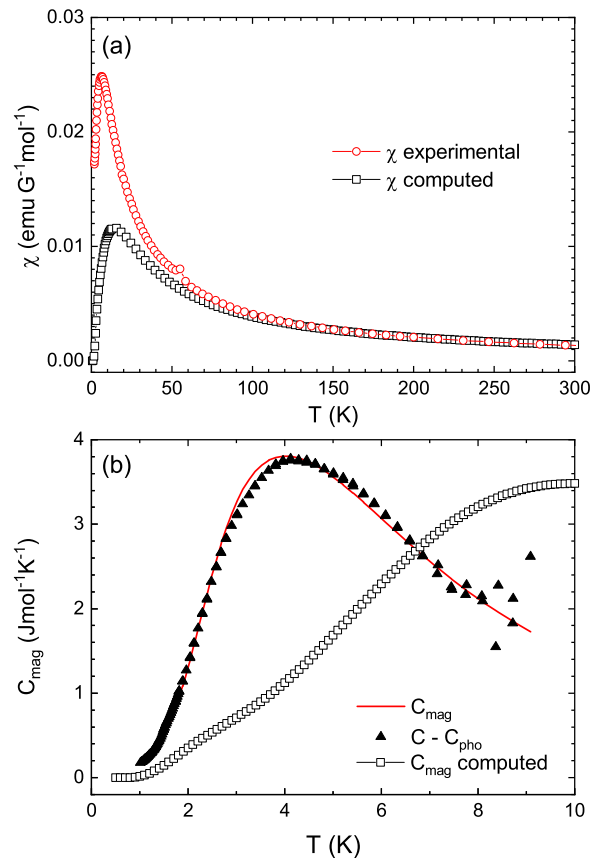 (a)
0.03
0.02
0.01
0.00
χ (emu G⁻¹mol⁻¹)
χ experimental
χ computed
0 50 100 150 200 250 300
T (K)
(b)
4
3
2
1
0
C_mag (Jmol⁻¹K⁻¹)
C_mag
C - C_pho
C_mag computed
0 2 4 6 8 10
T (K)